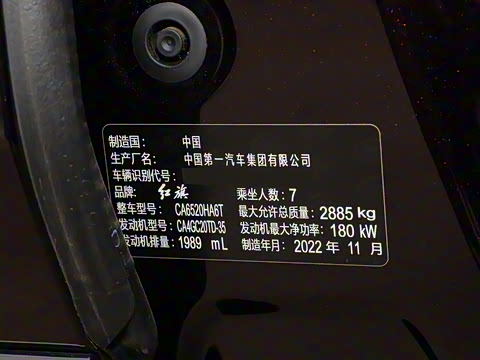 制造国： 中国
生产厂名： 中国第一汽车集团有限公司
车辆识别代号：
品牌： 红旗 乘坐人数：7
整车型号： CA6520HA6T 最大允许总质量：2885 kg
发动机型号：CA4GC20TD-35 发动机最大净功率：180 kW
发动机排量：1989 mL 制造年月：2022 年 11 月